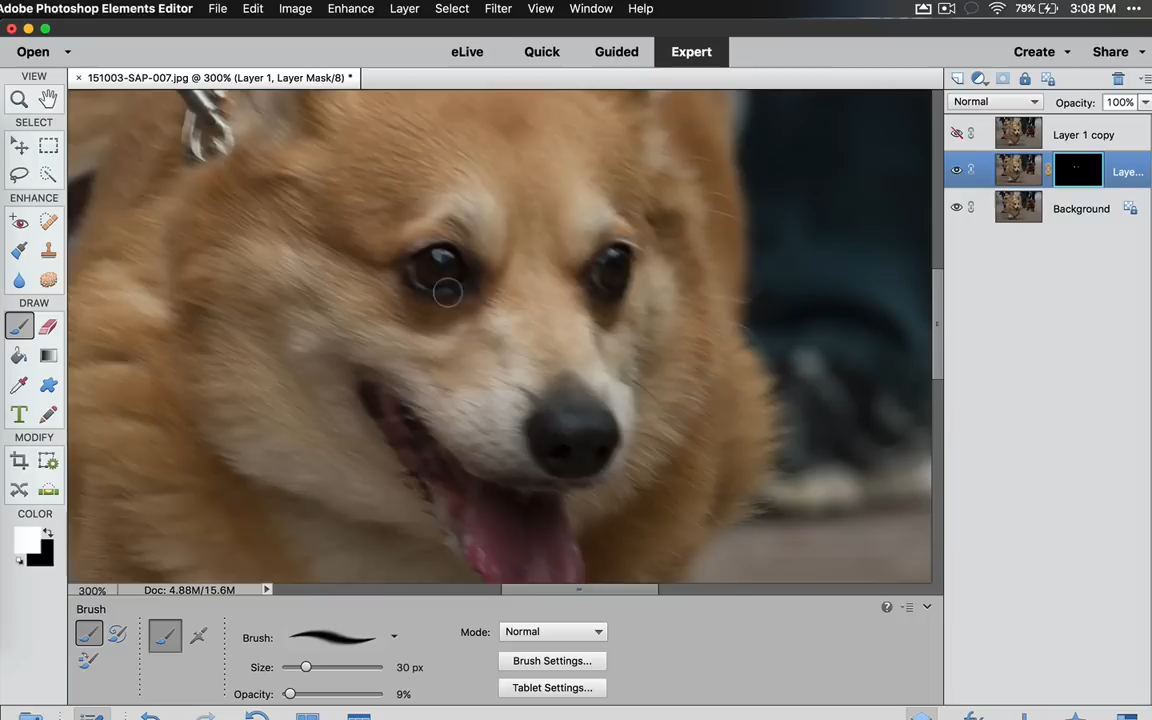 Adobe Photoshop Elements Editor File Edit Image Enhance Layer Select Filter View Window Help 79% 3:08 PM
Open eLive Quick Guided Expert Create Share
VIEW × 151003-SAP-007.jpg @ 300% (Layer 1, Layer Mask/8) *
Normal Opacity: 100%
SELECT
Layer 1 copy
Laye...
ENHANCE
Background
DRAW
T
MODIFY
COLOR
300% Doc: 4.88M/15.6M
Brush
Brush: Mode: Normal
Size: 30 px Brush Settings...
Opacity: 9% Tablet Settings...